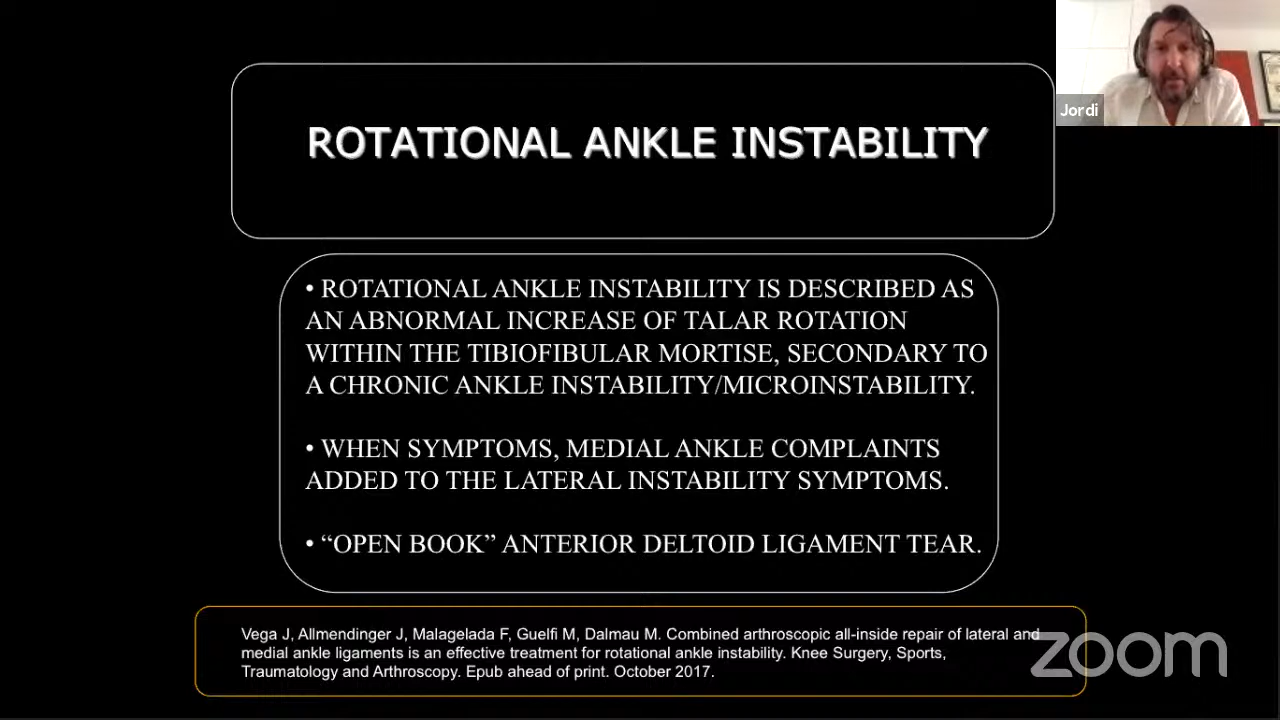 Jordi
ROTATIONAL ANKLE INSTABILITY
• ROTATIONAL ANKLE INSTABILITY IS DESCRIBED AS
AN ABNORMAL INCREASE OF TALAR ROTATION
WITHIN THE TIBIOFIBULAR MORTISE, SECONDARY TO
A CHRONIC ANKLE INSTABILITY/MICROINSTABILITY.
• WHEN SYMPTOMS, MEDIAL ANKLE COMPLAINTS
ADDED TO THE LATERAL INSTABILITY SYMPTOMS.
• “OPEN BOOK” ANTERIOR DELTOID LIGAMENT TEAR.
Vega J, Allmendinger J, Malagelada F, Guelfi M, Dalmau M. Combined arthroscopic all-inside repair of lateral and
medial ankle ligaments is an effective treatment for rotational ankle instability. Knee Surgery, Sports,
Traumatology and Arthroscopy. Epub ahead of print. October 2017.
zoom